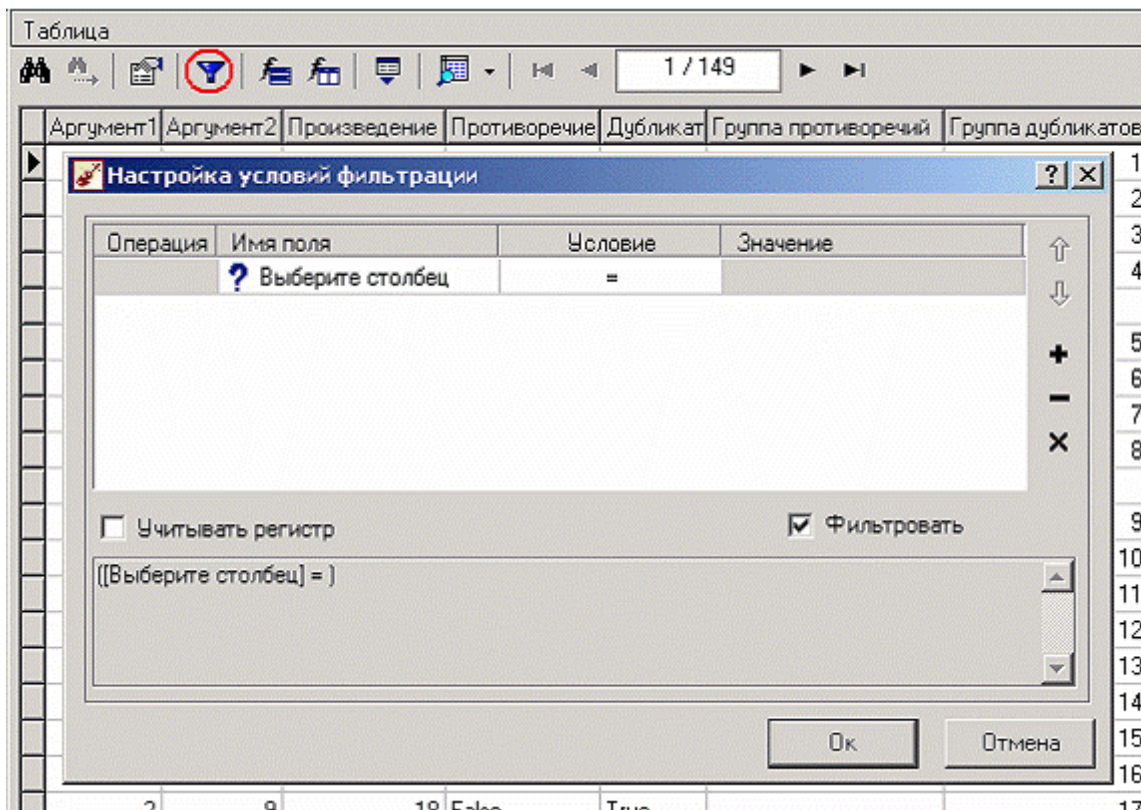 Таблица
1 / 149
Аргумент1 Аргумент2 Произведение Противоречие Дубликат Группа противоречий Группа дубликатов
1
Настройка условий фильтрации
2
Операция Имя поля Условие Значение
3
? Выберите столбец =
4
5
6
7
8
Учитывать регистр Фильтровать
9
([Выберите столбец] = )
10
11
12
13
14
Ок Отмена
15
16
2 9 18 False True 17